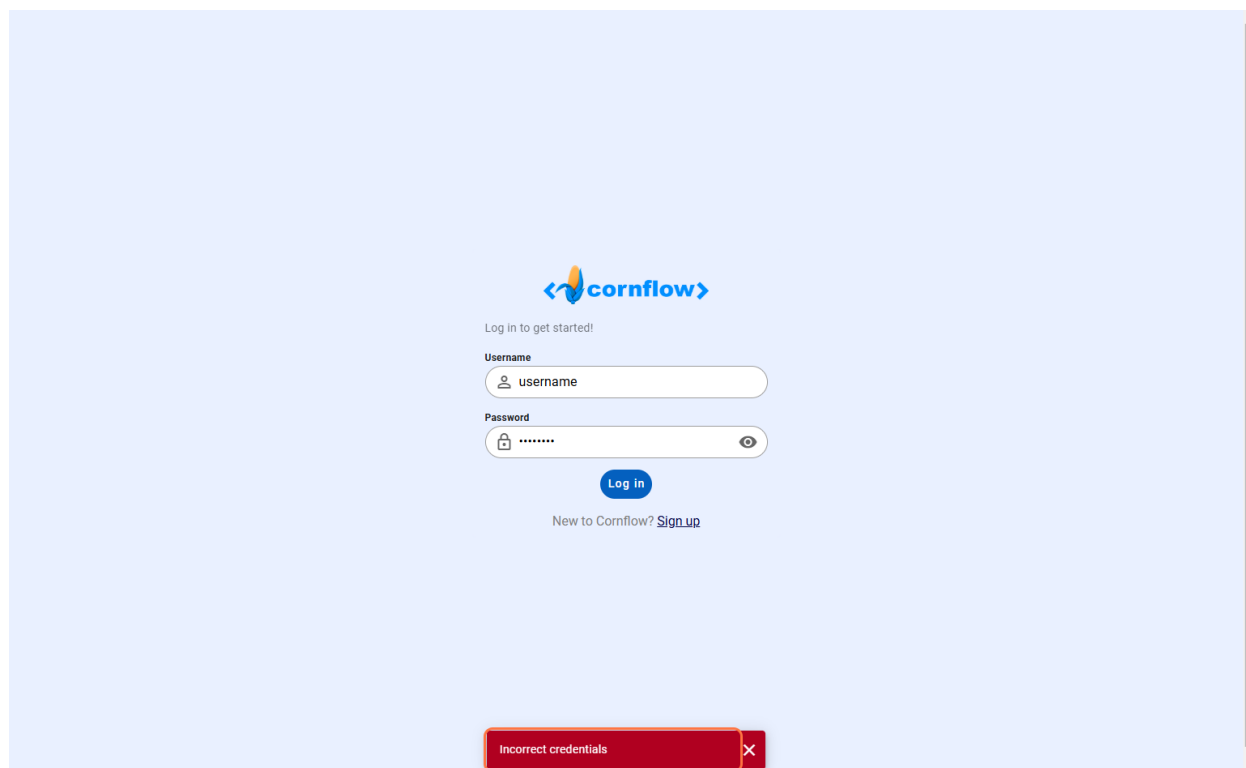 <cornflow>
Log in to get started!
Username
username
Password
••••••••
Log in
New to Cornflow? Sign up
Incorrect credentials